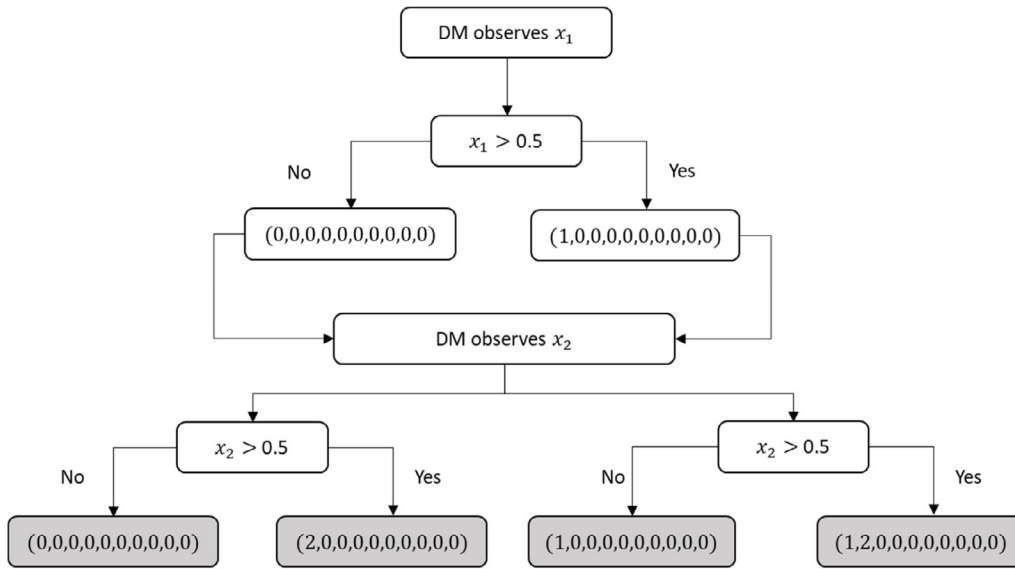 DM observes x₁
x₁ > 0.5
No
Yes
(0,0,0,0,0,0,0,0,0,0)
(1,0,0,0,0,0,0,0,0,0)
DM observes x₂
x₂ > 0.5
x₂ > 0.5
No
Yes
No
Yes
(0,0,0,0,0,0,0,0,0,0)
(2,0,0,0,0,0,0,0,0,0)
(1,0,0,0,0,0,0,0,0,0)
(1,2,0,0,0,0,0,0,0,0)